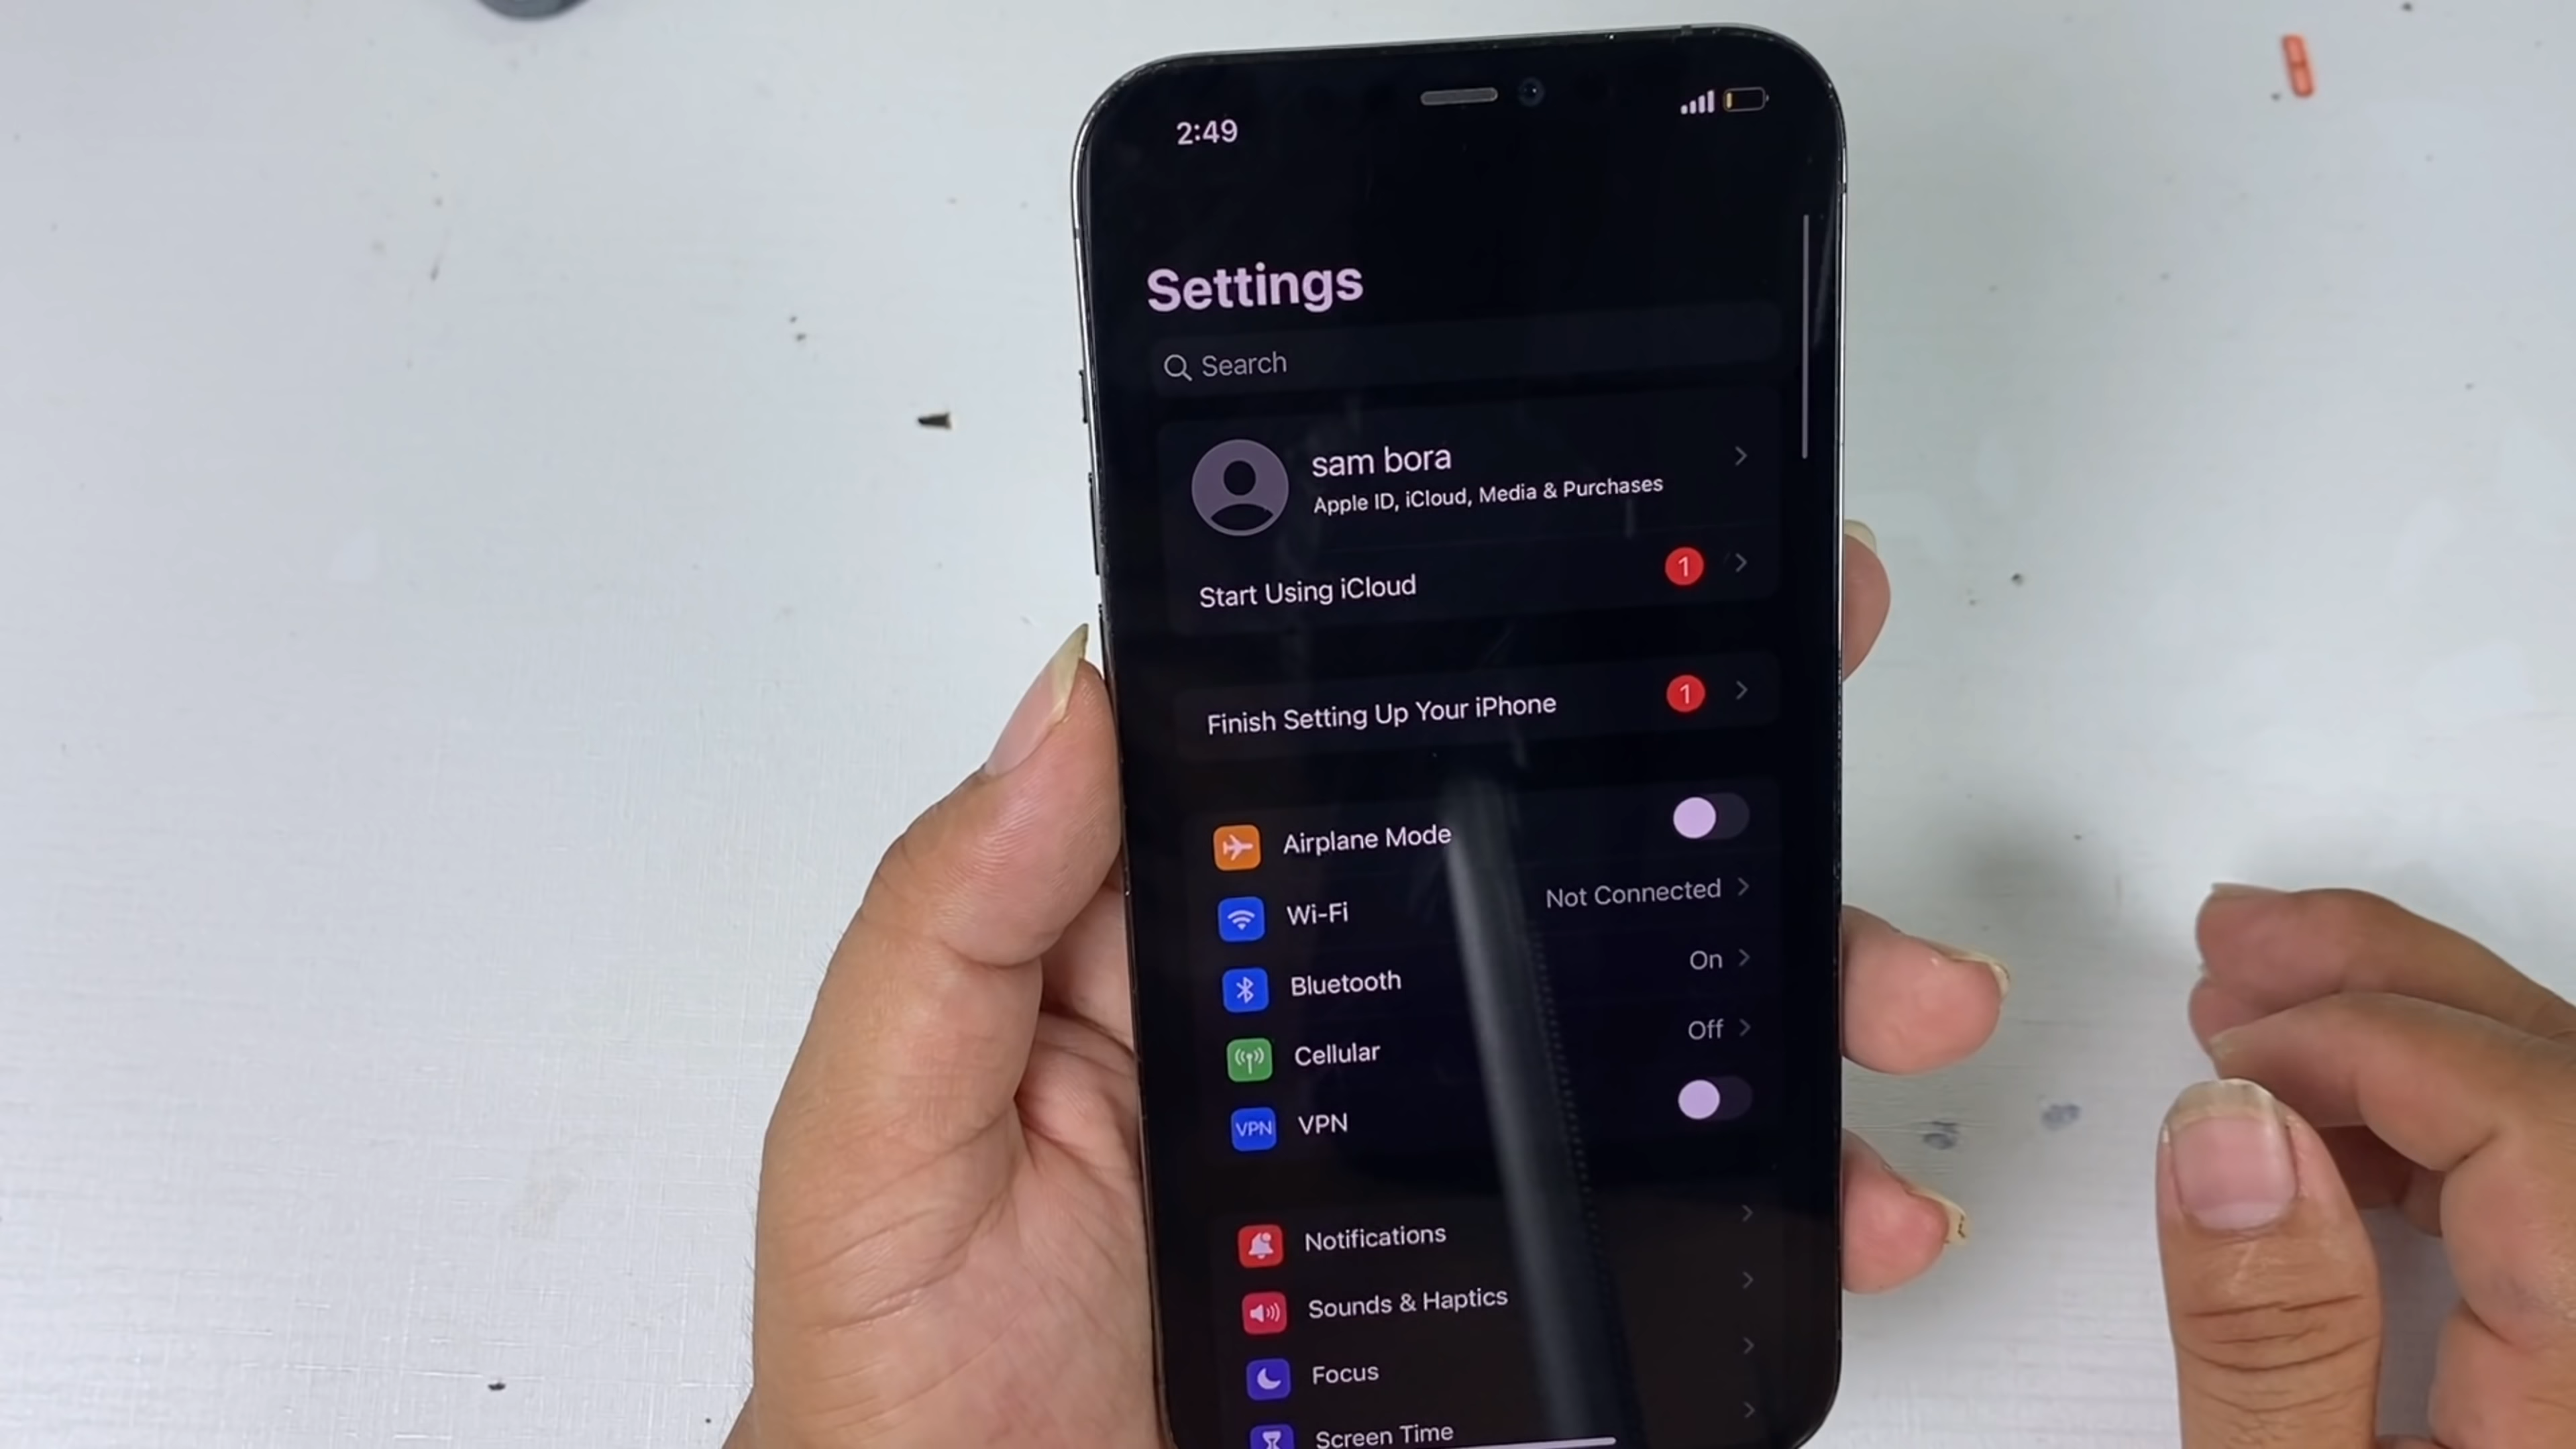 2:49
Settings
Search
sam bora
Apple ID, iCloud, Media & Purchases
Start Using iCloud 1
Finish Setting Up Your iPhone 1
Airplane Mode
Wi-Fi Not Connected
Bluetooth On
Cellular Off
VPN VPN
Notifications
Sounds & Haptics
Focus
Screen Time